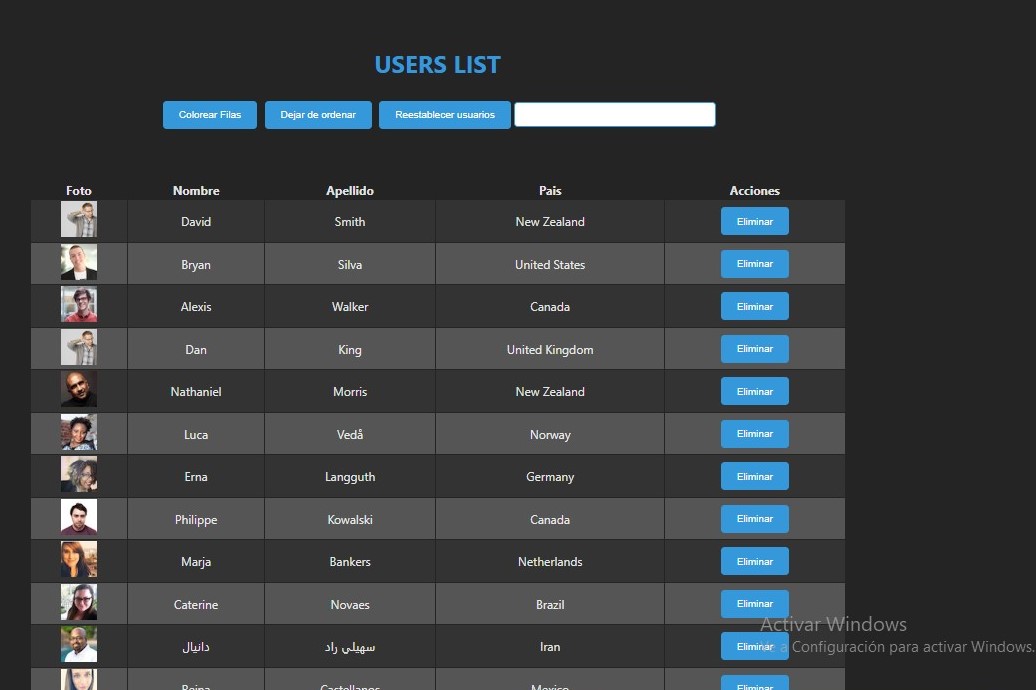 USERS LIST
Colorear Filas Dejar de ordenar Reestablecer usuarios
Foto Nombre Apellido Pais Acciones
David Smith New Zealand Eliminar
Bryan Silva United States Eliminar
Alexis Walker Canada Eliminar
Dan King United Kingdom Eliminar
Nathaniel Morris New Zealand Eliminar
Luca Vedå Norway Eliminar
Erna Langguth Germany Eliminar
Philippe Kowalski Canada Eliminar
Marja Bankers Netherlands Eliminar
Caterine Novaes Brazil Eliminar
Activar Windows
دانیال سهيلي راد Iran Eliminar
a Configuración para activar Windows.
Reina Castellanos Mexico Eliminar